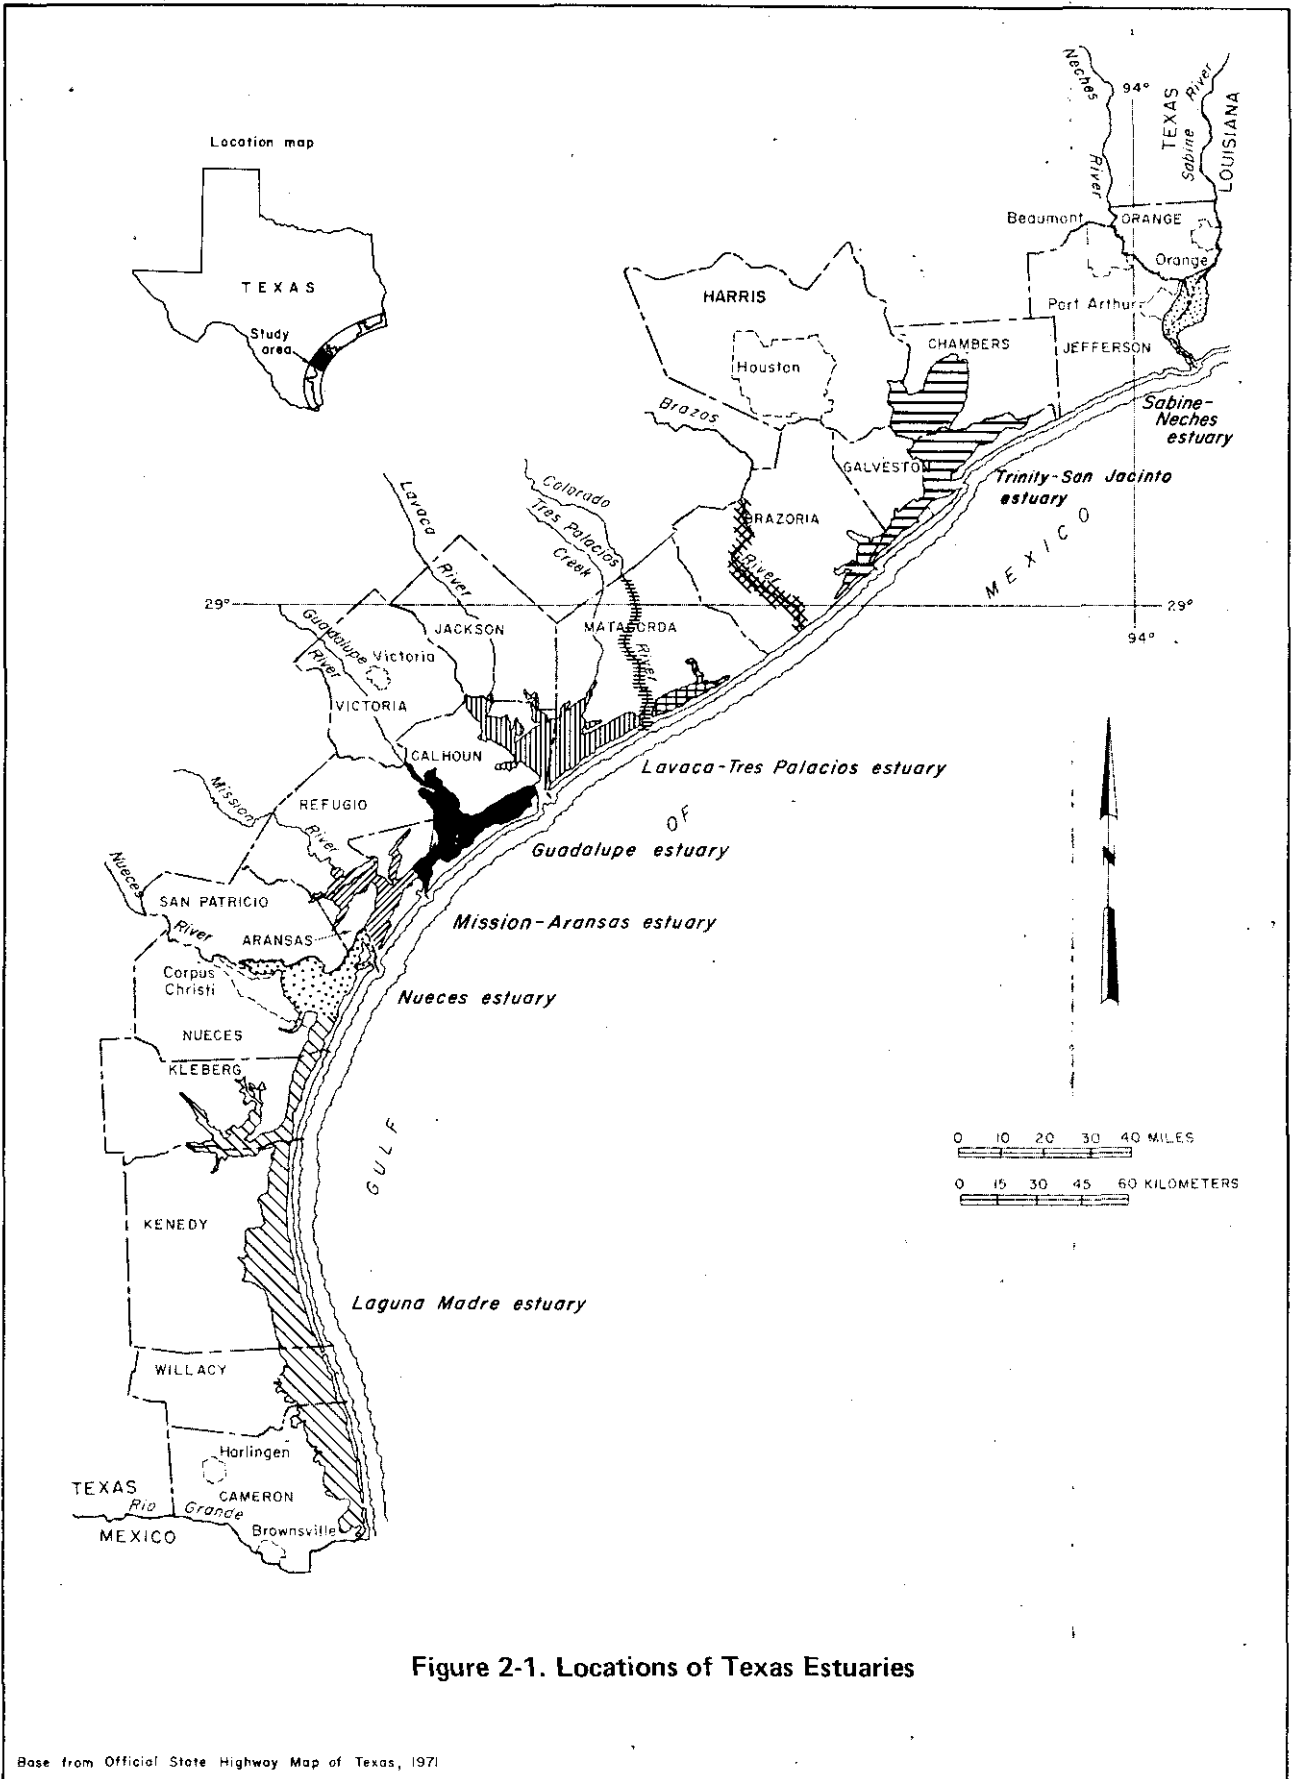 Location map
TEXAS
Study
area
Neches
River
94°
TEXAS
Sabine River
LOUISIANA
Beaumont
ORANGE
Orange
Port Arthur
JEFFERSON
HARRIS
Houston
CHAMBERS
Sabine-
Neches
estuary
Brazos
River
GALVESTON
Trinity-San Jacinto
estuary
BRAZORIA
Lavaca
River
Colorado
River
Tres Palacios
Creek
29°
29°
94°
GULF OF MEXICO
JACKSON
MATAGORDA
Guadalupe
River
Victoria
VICTORIA
CALHOUN
Lavaca-Tres Palacios estuary
Mission
River
REFUGIO
Guadalupe estuary
Nueces
River
SAN PATRICIO
ARANSAS
Mission-Aransas estuary
Corpus
Christi
Nueces estuary
NUECES
KLEBERG
0 10 20 30 40 MILES
0 15 30 45 60 KILOMETERS
KENEDY
Laguna Madre estuary
WILLACY
Harlingen
CAMERON
TEXAS
Rio Grande
MEXICO
Brownsville
Figure 2-1. Locations of Texas Estuaries
Base from Official State Highway Map of Texas, 1971